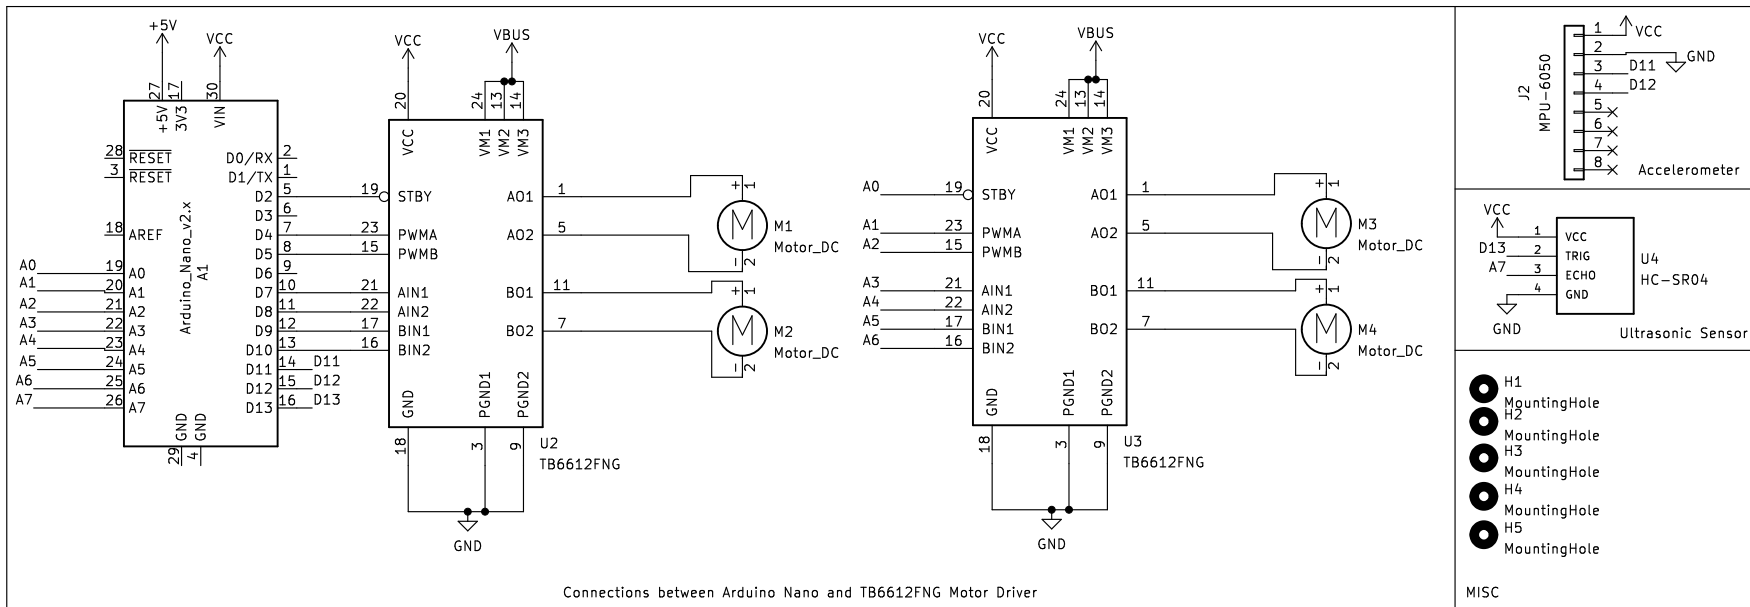 +5V
VCC
27
17
30
+5V
3V3
VIN
28
RESET
3
RESET
18
AREF
A0
19
A0
A1
20
A1
A2
21
A2
A3
22
A3
A4
23
A4
A5
24
A5
A6
25
A6
A7
26
A7
Arduino_Nano_v2.x
A1
D0/RX
2
D1/TX
1
D2
5
D3
6
D4
7
D5
8
D6
9
D7
10
D8
11
D9
12
D10
13
D11
14
D11
D12
15
D12
D13
16
D13
GND
GND
29
4
VCC
VBUS
20
24
13
14
VCC
VM1
VM2
VM3
19
STBY
23
PWMA
15
PWMB
21
AIN1
22
AIN2
17
BIN1
16
BIN2
AO1
1
AO2
5
BO1
11
BO2
7
GND
PGND1
PGND2
18
3
9
U2
TB6612FNG
GND
+
1
M
M1
Motor_DC
-
2
+
1
M
M2
Motor_DC
-
2
VCC
VBUS
20
24
13
14
VCC
VM1
VM2
VM3
A0
19
STBY
A1
23
PWMA
A2
15
PWMB
A3
21
AIN1
A4
22
AIN2
A5
17
BIN1
A6
16
BIN2
AO1
1
AO2
5
BO1
11
BO2
7
GND
PGND1
PGND2
18
3
9
U3
TB6612FNG
GND
+
1
M
M3
Motor_DC
-
2
+
1
M
M4
Motor_DC
-
2
Connections between Arduino Nano and TB6612FNG Motor Driver
J2
MPU-6050
1
VCC
2
GND
3
D11
4
D12
5
6
7
8
Accelerometer
VCC
1
VCC
D13
2
TRIG
A7
3
ECHO
4
GND
GND
U4
HC-SR04
Ultrasonic Sensor
H1
MountingHole
H2
MountingHole
H3
MountingHole
H4
MountingHole
H5
MountingHole
MISC